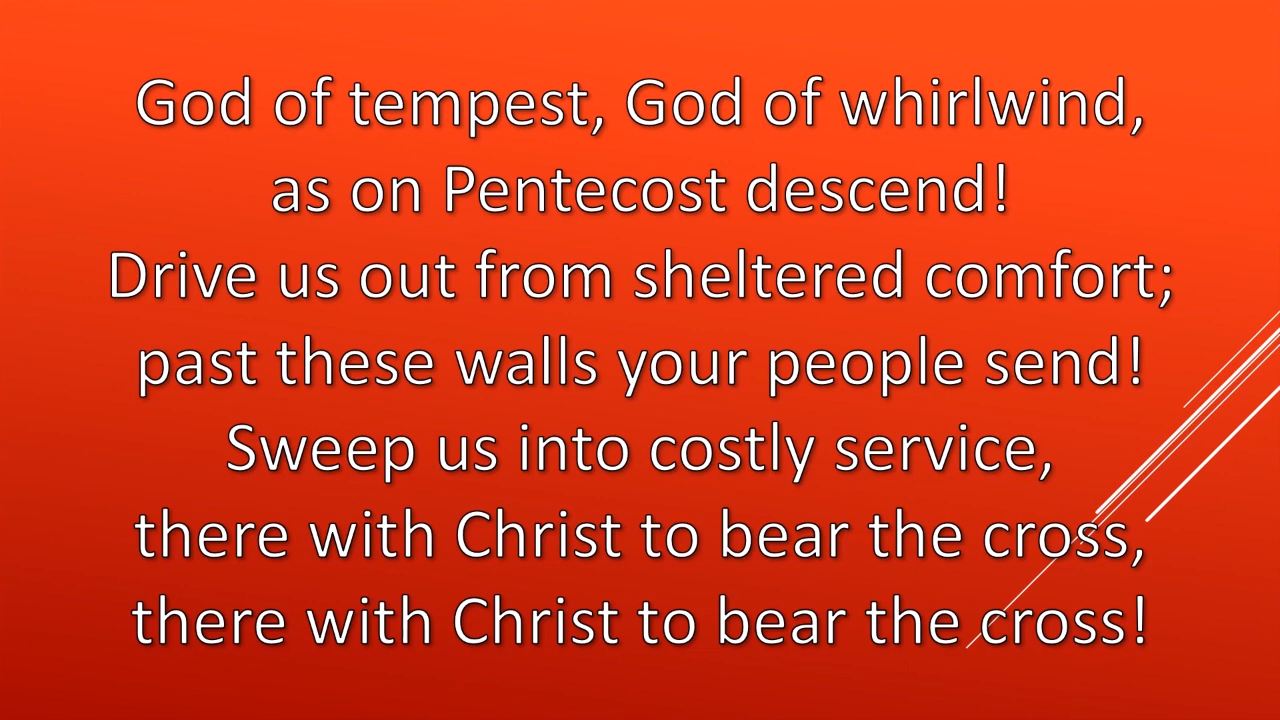 God of tempest, God of whirlwind,
as on Pentecost descend!
Drive us out from sheltered comfort;
past these walls your people send!
Sweep us into costly service,
there with Christ to bear the cross,
there with Christ to bear the cross!